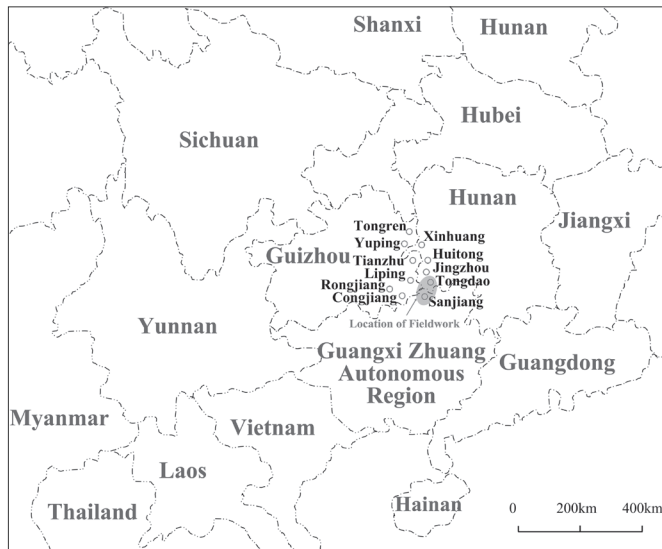 Shanxi
Hunan
Hubei
Sichuan
Hunan
Jiangxi
Tongren
Xinhuang
Yuping
Guizhou
Huitong
Tianzhu
Jingzhou
Liping
Tongdao
Rongjiang
Congjiang
Sanjiang
Location of Fieldwork
Yunnan
Guangxi Zhuang
Autonomous
Region
Guangdong
Myanmar
Vietnam
Laos
Thailand
Hainan
0 200km 400km